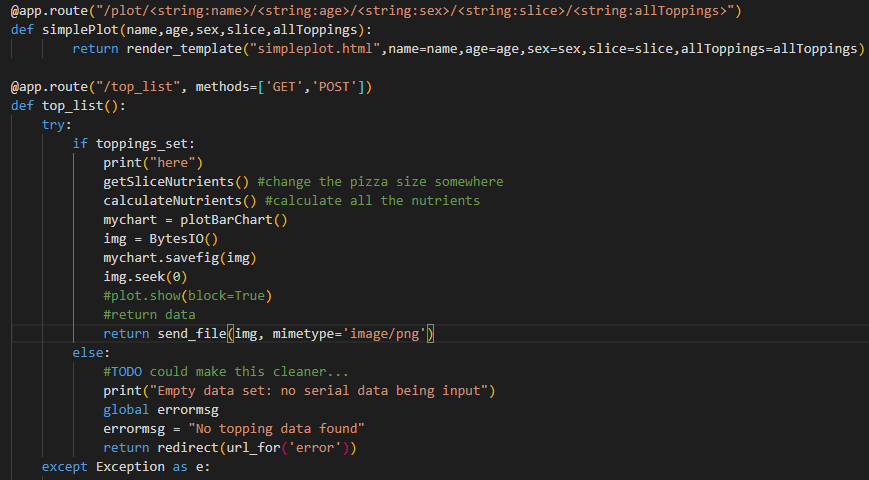 @app.route("/plot/<string:name>/<string:age>/<string:sex>/<string:slice>/<string:allToppings>")
def simplePlot(name,age,sex,slice,allToppings):
        return render_template("simpleplot.html",name=name,age=age,sex=sex,slice=slice,allToppings=allToppings)
@app.route("/top_list", methods=['GET','POST'])
def top_list():
    try:
        if toppings_set:
            print("here")
            getSliceNutrients() #change the pizza size somewhere
            calculateNutrients() #calculate all the nutrients
            mychart = plotBarChart()
            img = BytesIO()
            mychart.savefig(img)
            img.seek(0)
            #plot.show(block=True)
            #return data
            return send_file(img, mimetype='image/png')
        else:
            #TODO could make this cleaner...
            print("Empty data set: no serial data being input")
            global errormsg
            errormsg = "No topping data found"
            return redirect(url_for('error'))
    except Exception as e: